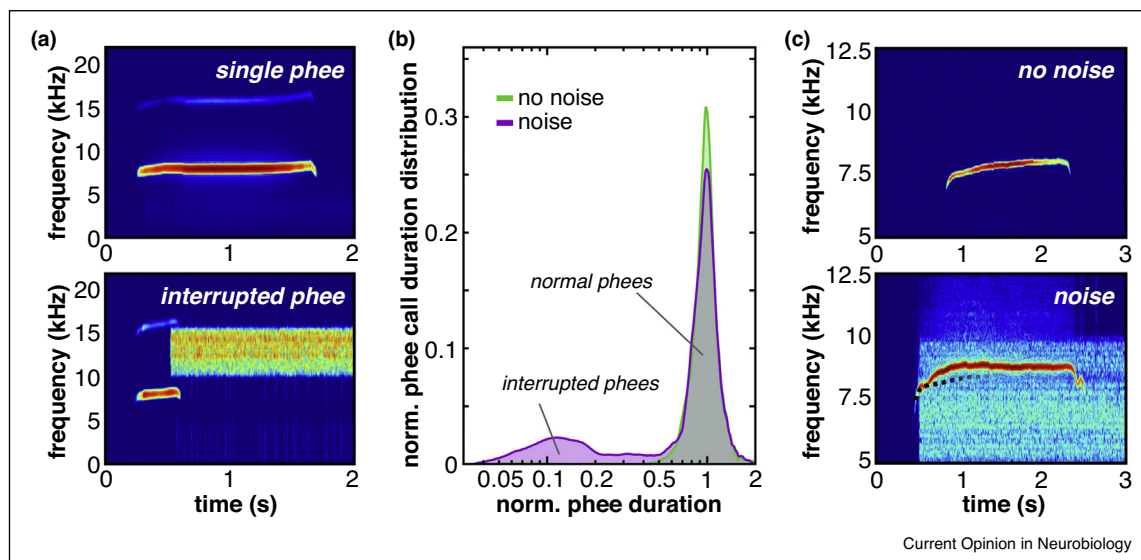 (a)
single phee
frequency (kHz)
20
15
10
5
0
0
1
2
interrupted phee
frequency (kHz)
20
15
10
5
0
0
1
2
time (s)
(b)
norm. phee call duration distribution
no noise
noise
0.3
0.2
0.1
0
normal phees
interrupted phees
0.05
0.1
0.2
0.5
1
2
norm. phee duration
(c)
no noise
frequency (kHz)
12.5
10
7.5
5
0
1
2
3
noise
frequency (kHz)
12.5
10
7.5
5
0
1
2
3
time (s)
Current Opinion in Neurobiology